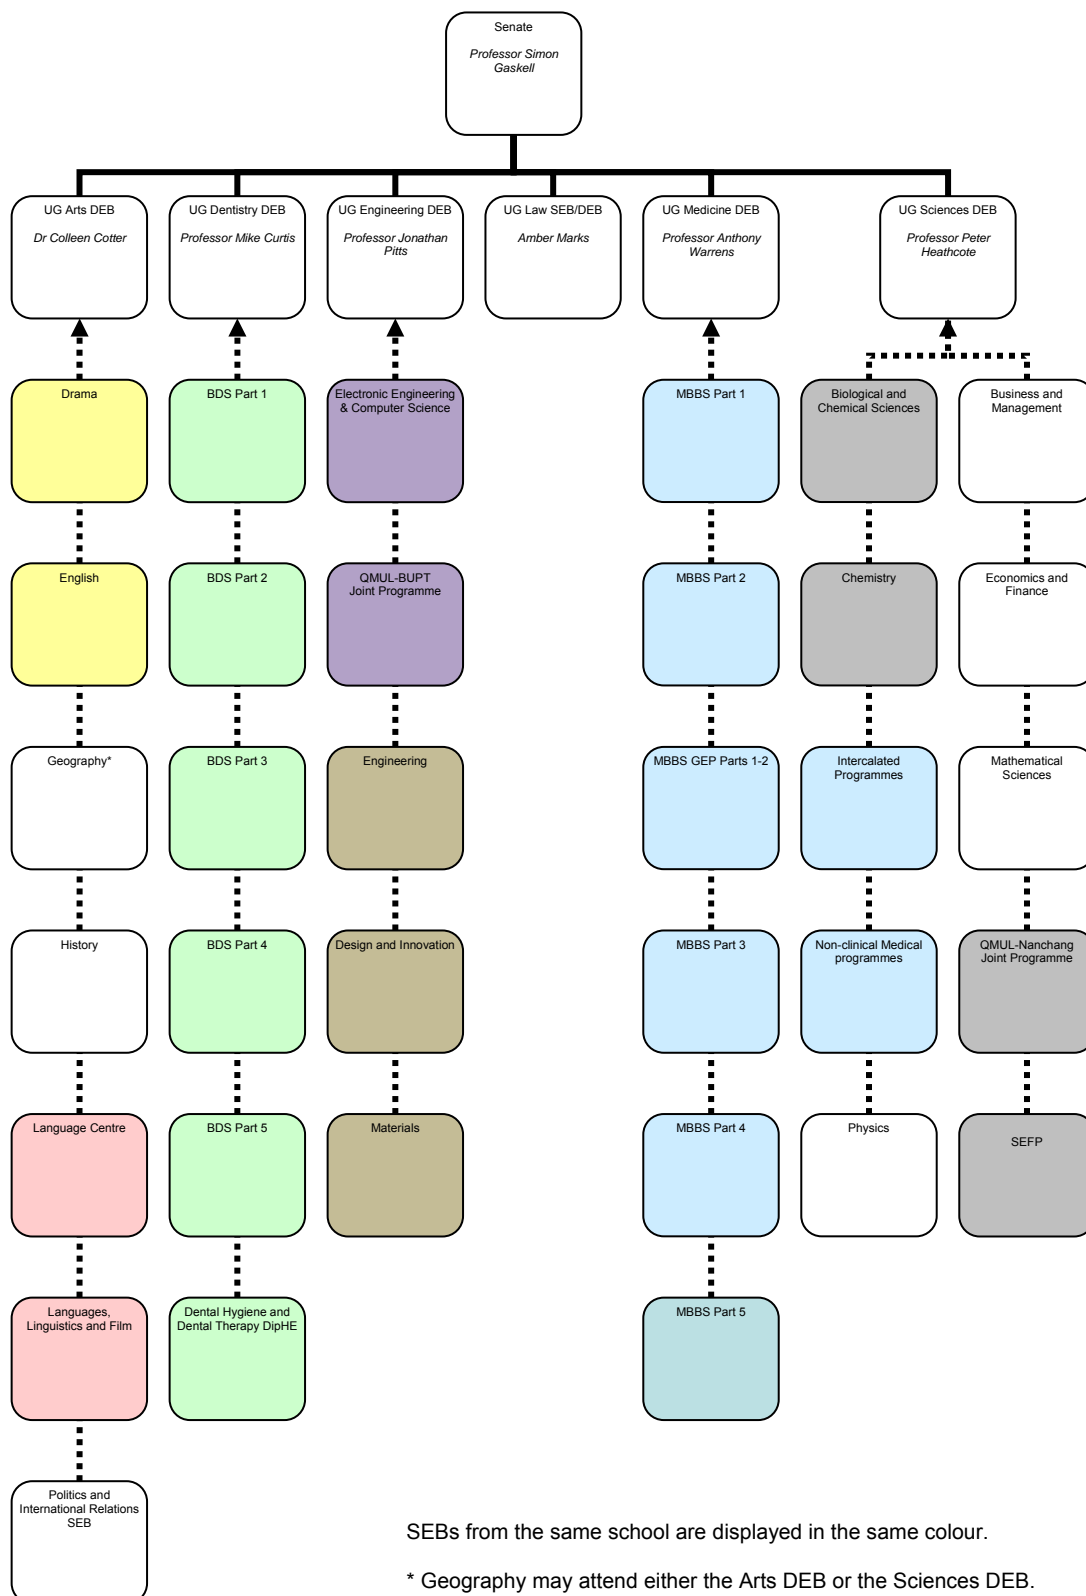 Senate
Professor Simon
Gaskell
UG Arts DEB
Dr Colleen Cotter
UG Dentistry DEB
Professor Mike Curtis
UG Engineering DEB
Professor Jonathan
Pitts
UG Law SEB/DEB
Amber Marks
UG Medicine DEB
Professor Anthony
Warrens
UG Sciences DEB
Professor Peter
Heathcote
Drama
BDS Part 1
Electronic Engineering
& Computer Science
MBBS Part 1
Biological and
Chemical Sciences
Business and
Management
English
BDS Part 2
QMUL-BUPT
Joint Programme
MBBS Part 2
Chemistry
Economics and
Finance
Geography*
BDS Part 3
Engineering
MBBS GEP Parts 1-2
Intercalated
Programmes
Mathematical
Sciences
History
BDS Part 4
Design and Innovation
MBBS Part 3
Non-clinical Medical
programmes
QMUL-Nanchang
Joint Programme
Language Centre
BDS Part 5
Materials
MBBS Part 4
Physics
SEFP
Languages,
Linguistics and Film
Dental Hygiene and
Dental Therapy DipHE
MBBS Part 5
Politics and
International Relations
SEB
SEBs from the same school are displayed in the same colour.
* Geography may attend either the Arts DEB or the Sciences DEB.